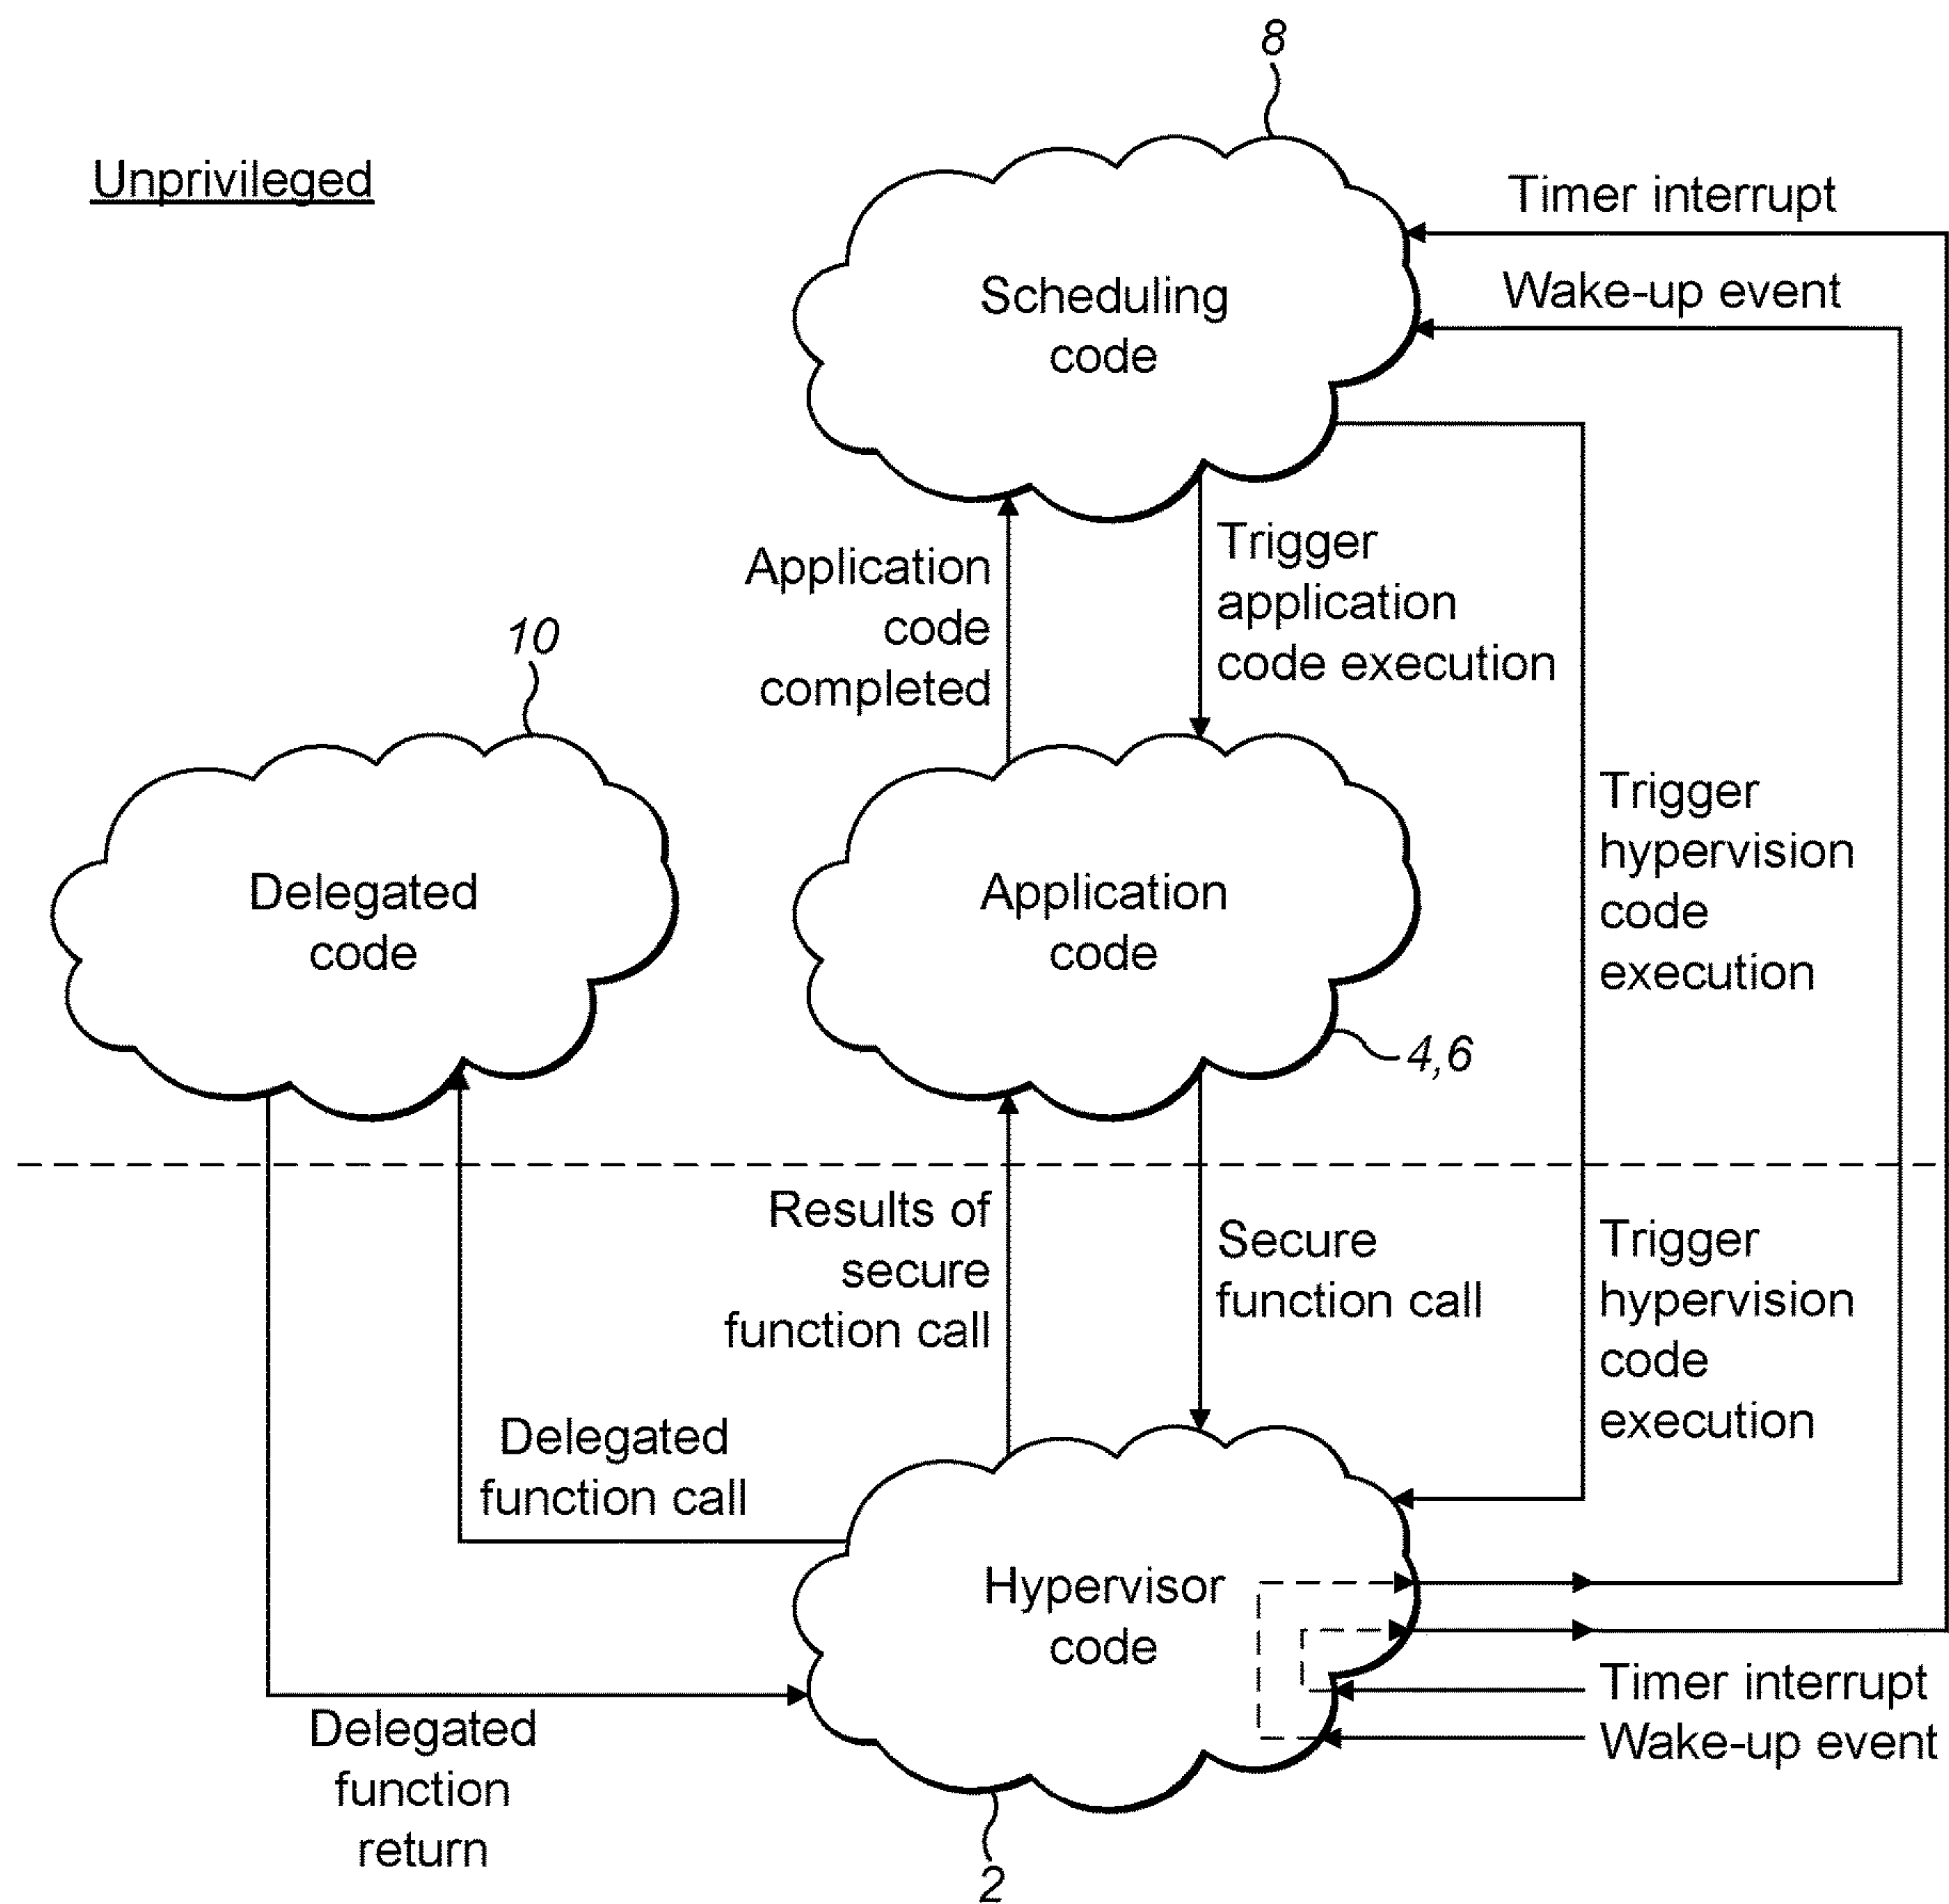 8
Unprivileged
Timer interrupt
Wake-up event
Scheduling
code
Application
code
completed
Trigger
application
code execution
10
Trigger
hypervision
code
execution
Delegated
code
Application
code
4,6
Results of
secure
function call
Secure
function call
Trigger
hypervision
code
execution
Delegated
function call
Hypervisor
code
Timer interrupt
Wake-up event
Delegated
function
return
2